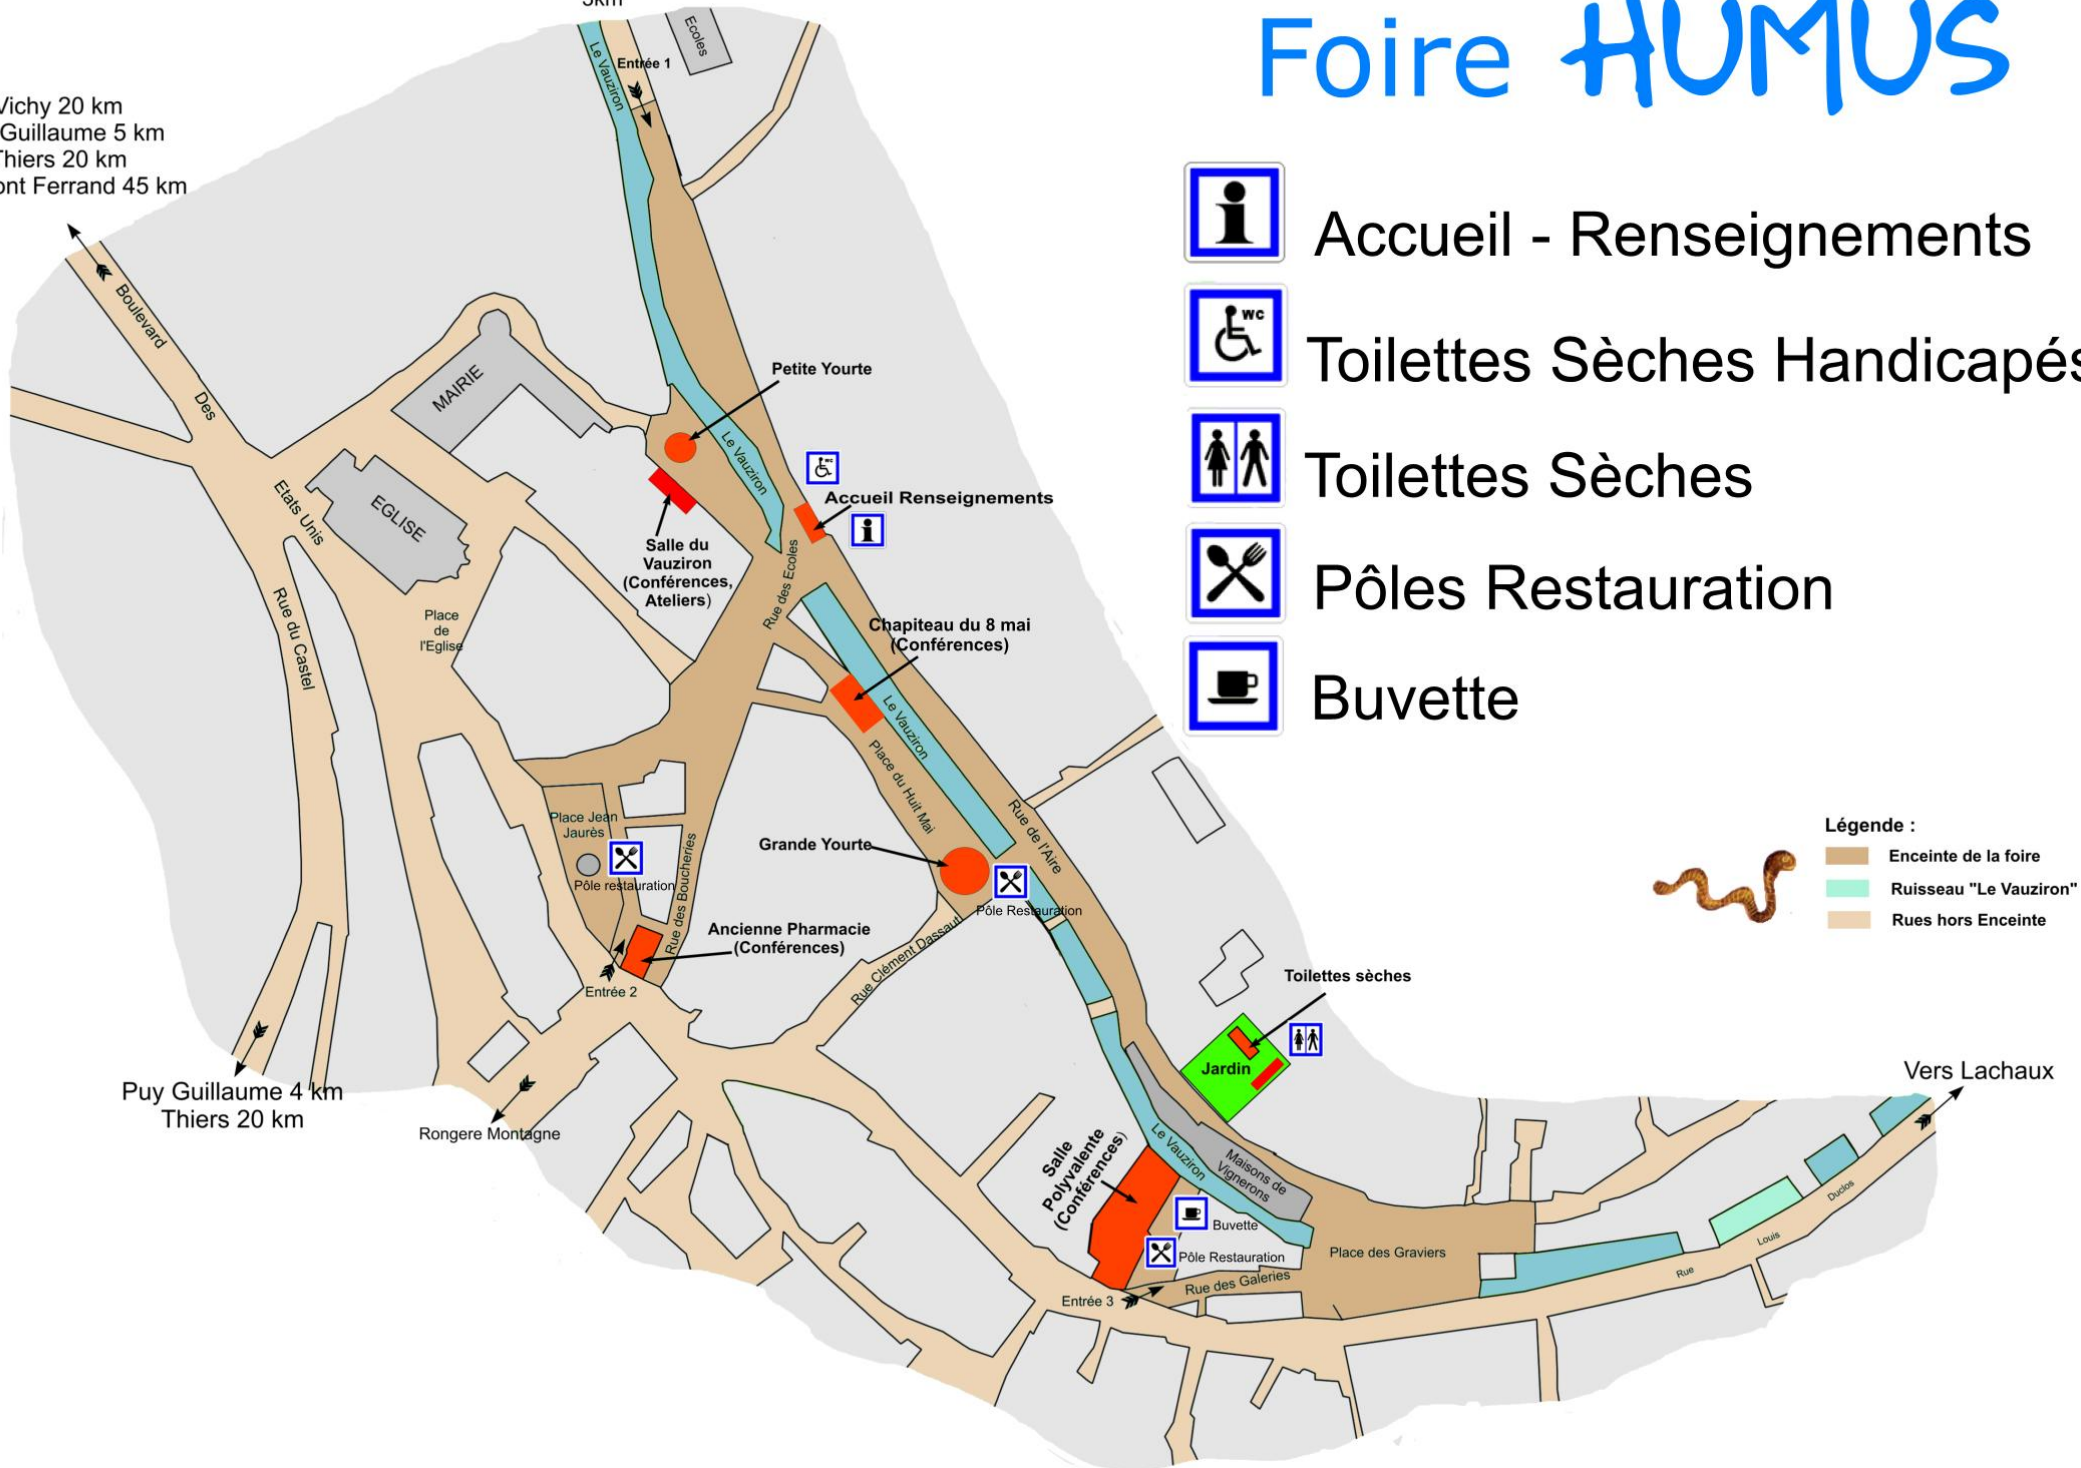 3km
Foire HUMUS
Ecoles
Le Vauziron
Entrée 1
Vichy 20 km
Guillaume 5 km
Thiers 20 km
ont Ferrand 45 km
Accueil - Renseignements
WC
Toilettes Sèches Handicapés
Toilettes Sèches
Pôles Restauration
Buvette
Boulevard
Des
Etats Unis
MAIRIE
EGLISE
Petite Yourte
Le Vauziron
WC
Accueil Renseignements
Salle du
Vauziron
(Conférences,
Ateliers)
Rue des Ecoles
Rue du Castel
Place
de
l'Eglise
Chapiteau du 8 mai
(Conférences)
Le Vauziron
Place du Huit Mai
Rue de l'Aire
Place Jean
Jaurès
Pôle restauration
Rue des Boucheries
Grande Yourte
Pôle Restauration
Ancienne Pharmacie
(Conférences)
Rue Clément Dassaut
Entrée 2
Légende :
Enceinte de la foire
Ruisseau "Le Vauziron"
Rues hors Enceinte
Toilettes sèches
Jardin
Puy Guillaume 4 km
Thiers 20 km
Rongere Montagne
Vers Lachaux
Salle
Polyvalente
(Conférences)
Le Vauziron
Maisons de
Vignerons
Buvette
Pôle Restauration
Place des Graviers
Rue des Galeries
Entrée 3
Rue
Louis
Duclos